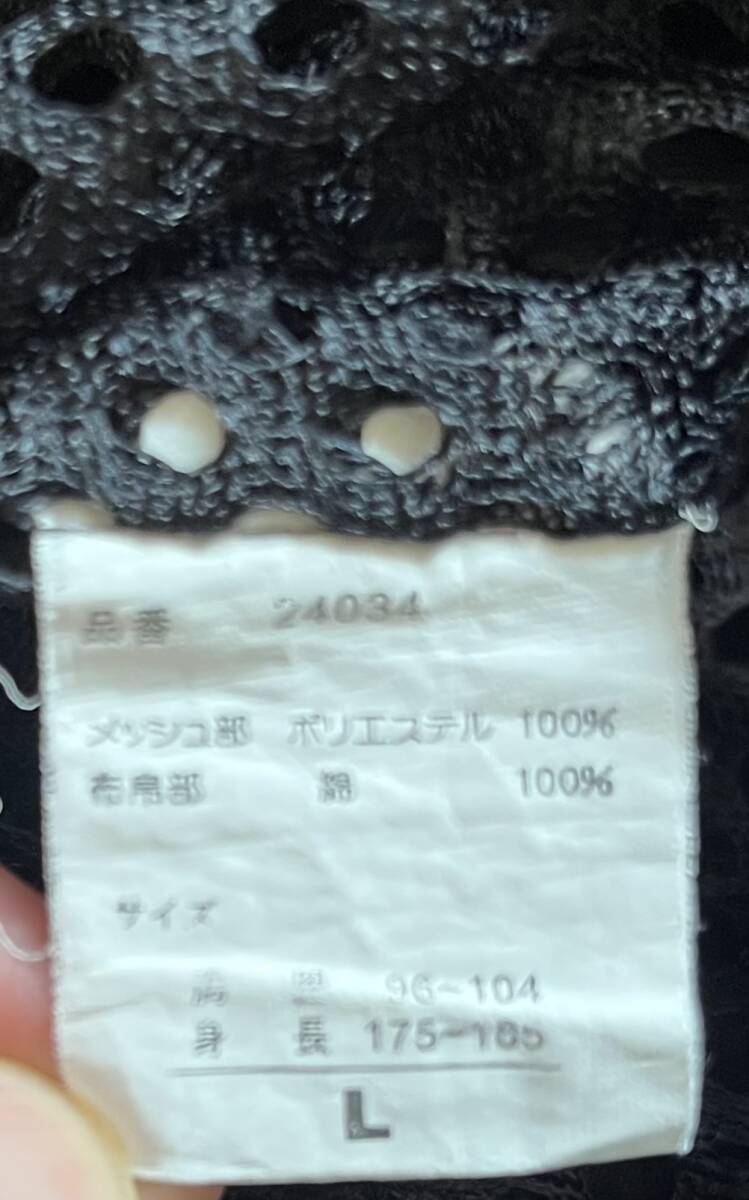 品番 24034
メッシュ部 ポリエステル 100%
布帛部 綿 100%
サイズ
胸 囲 96~104
身 長 175~185
L